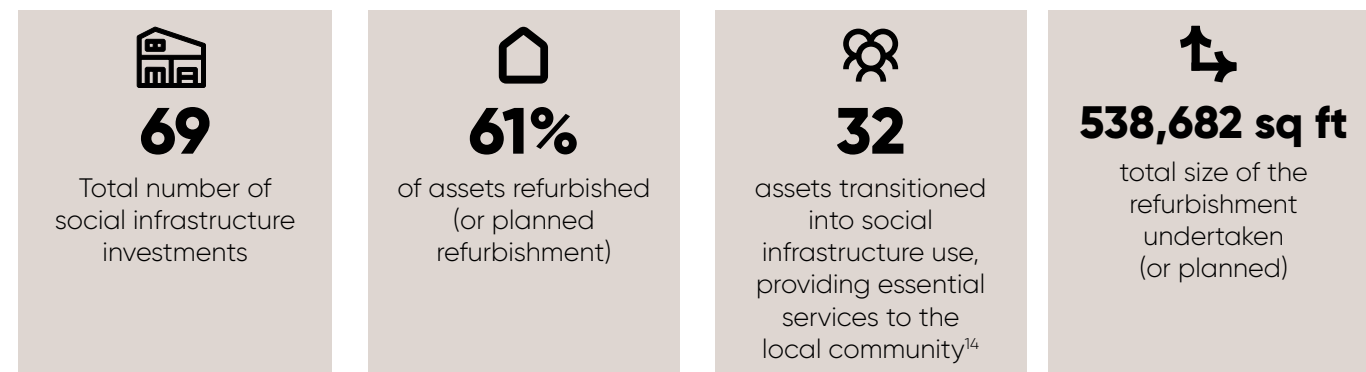 69
Total number of
social infrastructure
investments
61%
of assets refurbished
(or planned
refurbishment)
32
assets transitioned
into social
infrastructure use,
providing essential
services to the
local community¹⁴
538,682 sq ft
total size of the
refurbishment
undertaken
(or planned)